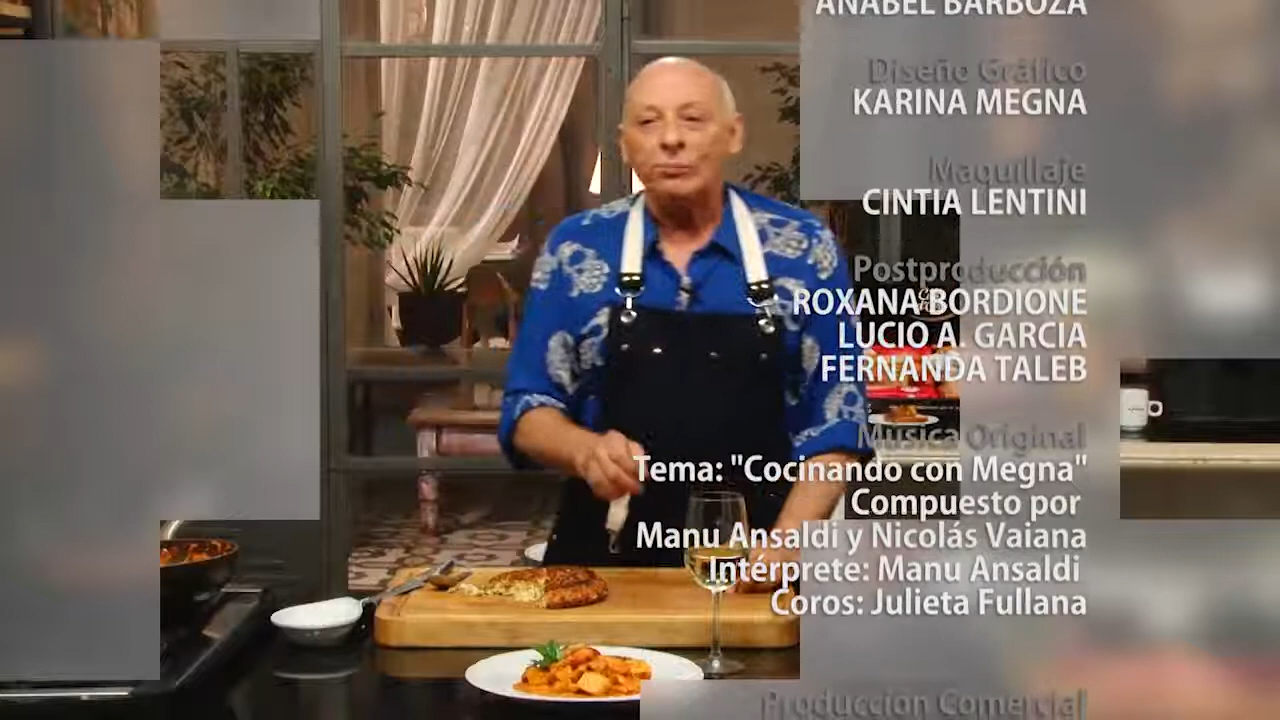 ANABEL BARBOZA
Diseño Gráfico
KARINA MEGNA
Maquillaje
CINTIA LENTINI
Postproducción
ROXANA BORDIONE
LUCIO A. GARCIA
FERNANDA TALEB
Música Original
Tema: "Cocinando con Megna"
Compuesto por
Manu Ansaldi y Nicolás Vaiana
Intérprete: Manu Ansaldi
Coros: Julieta Fullana
Produccion Comercial